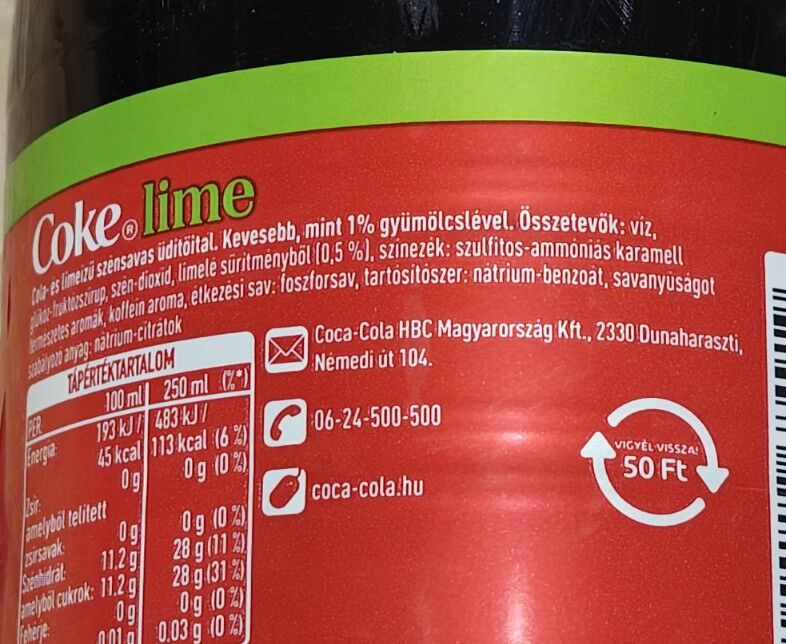 Coke® lime
Cola- és limeízű szénsavas üdítőital. Kevesebb, mint 1% gyümölcslével. Összetevők: víz,
glükóz-fruktózszirup, szén-dioxid, limelé sűrítményből (0,5 %), színezék: szulfitos-ammóniás karamell
természetes aromák, koffein aroma, étkezési sav: foszforsav, tartósítószer: nátrium-benzoát, savanyúságot
szabályozó anyag: nátrium-citrátok
TÁPÉRTÉKTARTALOM
PER: 100 ml 250 ml (%*)
Energia: 193 kJ / 483 kJ /
45 kcal 113 kcal (6 %)
Zsír: 0 g 0 g (0 %)
amelyből telített
zsírsavak: 0 g 0 g (0 %)
Szénhidrát: 11,2 g 28 g (11 %)
amelyből cukrok: 11,2 g 28 g (31 %)
Fehérje: 0 g 0 g (0 %)
0,01 g 0,03 g (0 %)
Coca-Cola HBC Magyarország Kft., 2330 Dunaharaszti,
Némedi út 104.
06-24-500-500
coca-cola.hu
VIGYÉL VISSZA!
50 Ft